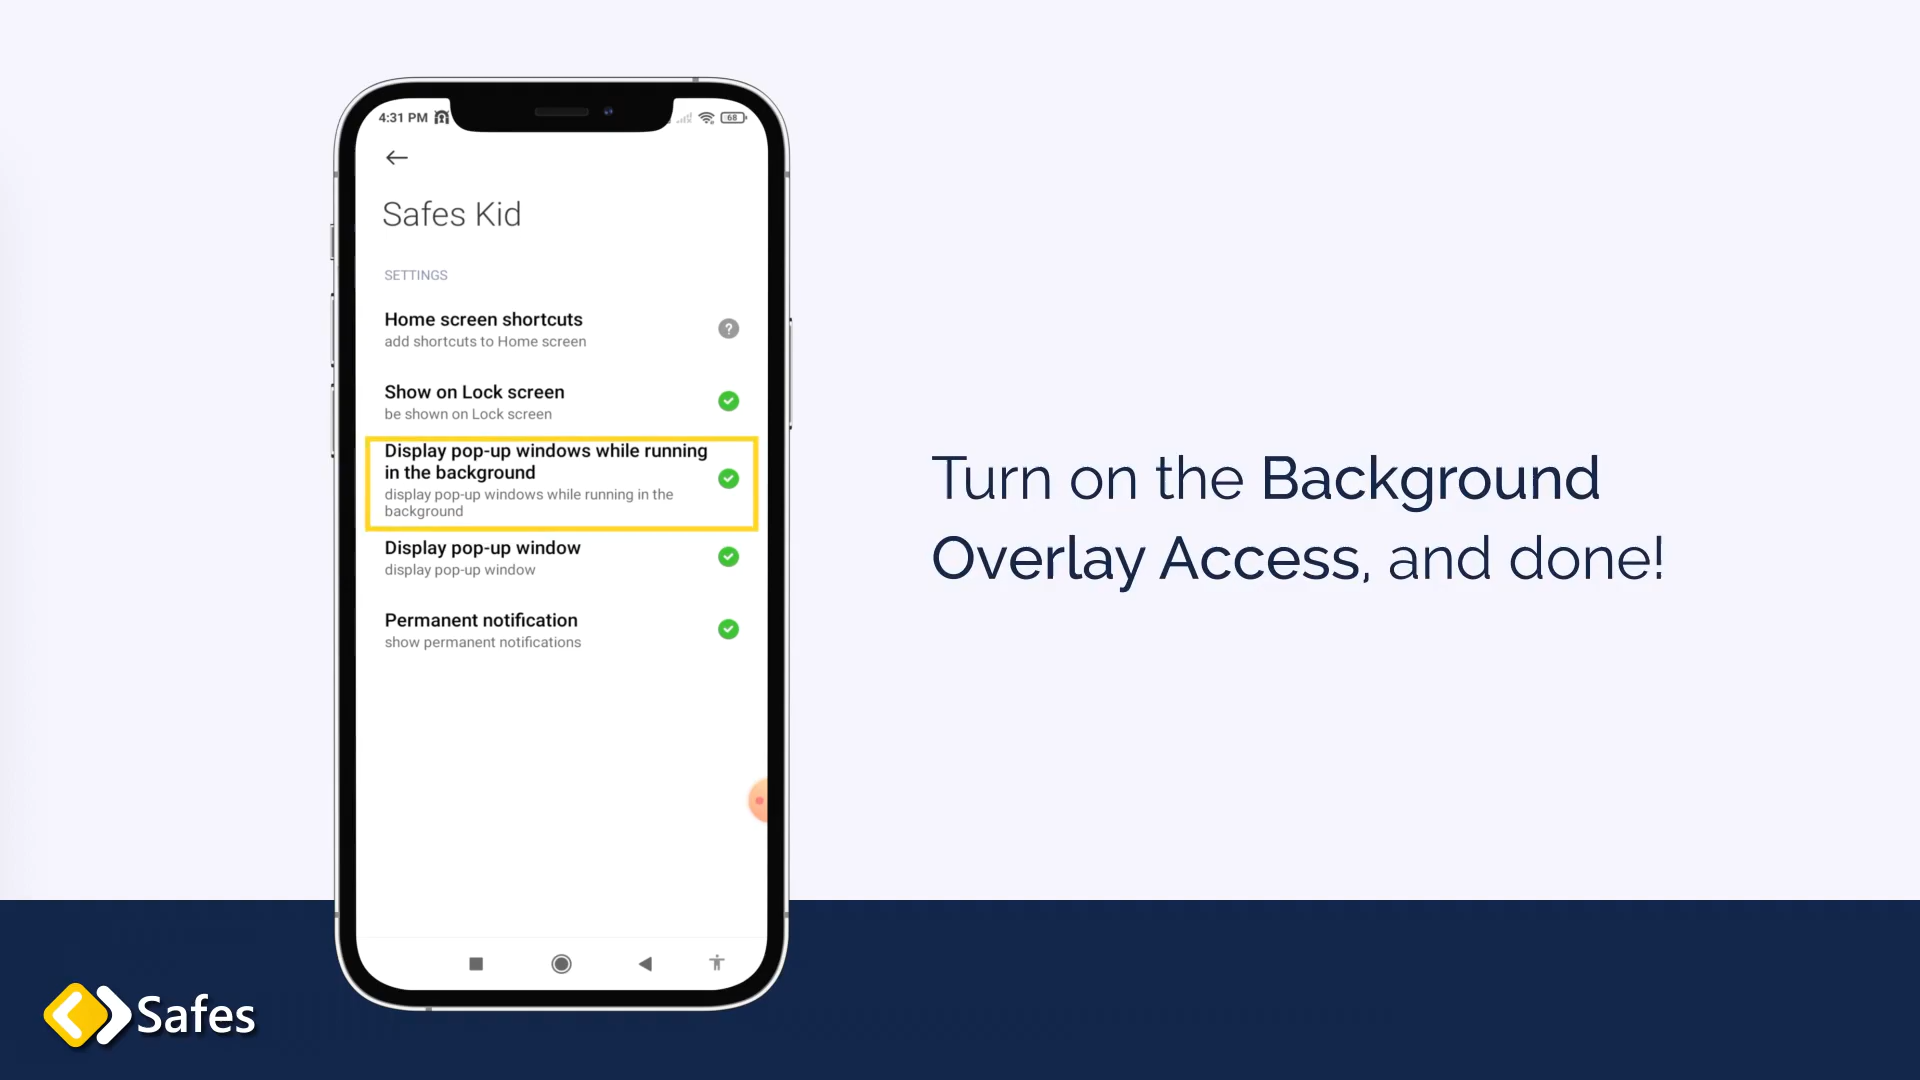 4:31 PM
68
Safes Kid
SETTINGS
Home screen shortcuts
add shortcuts to Home screen
?
Show on Lock screen
be shown on Lock screen
Display pop-up windows while running
in the background
display pop-up windows while running in the
background
Display pop-up window
display pop-up window
Permanent notification
show permanent notifications
Turn on the Background
Overlay Access, and done!
Safes